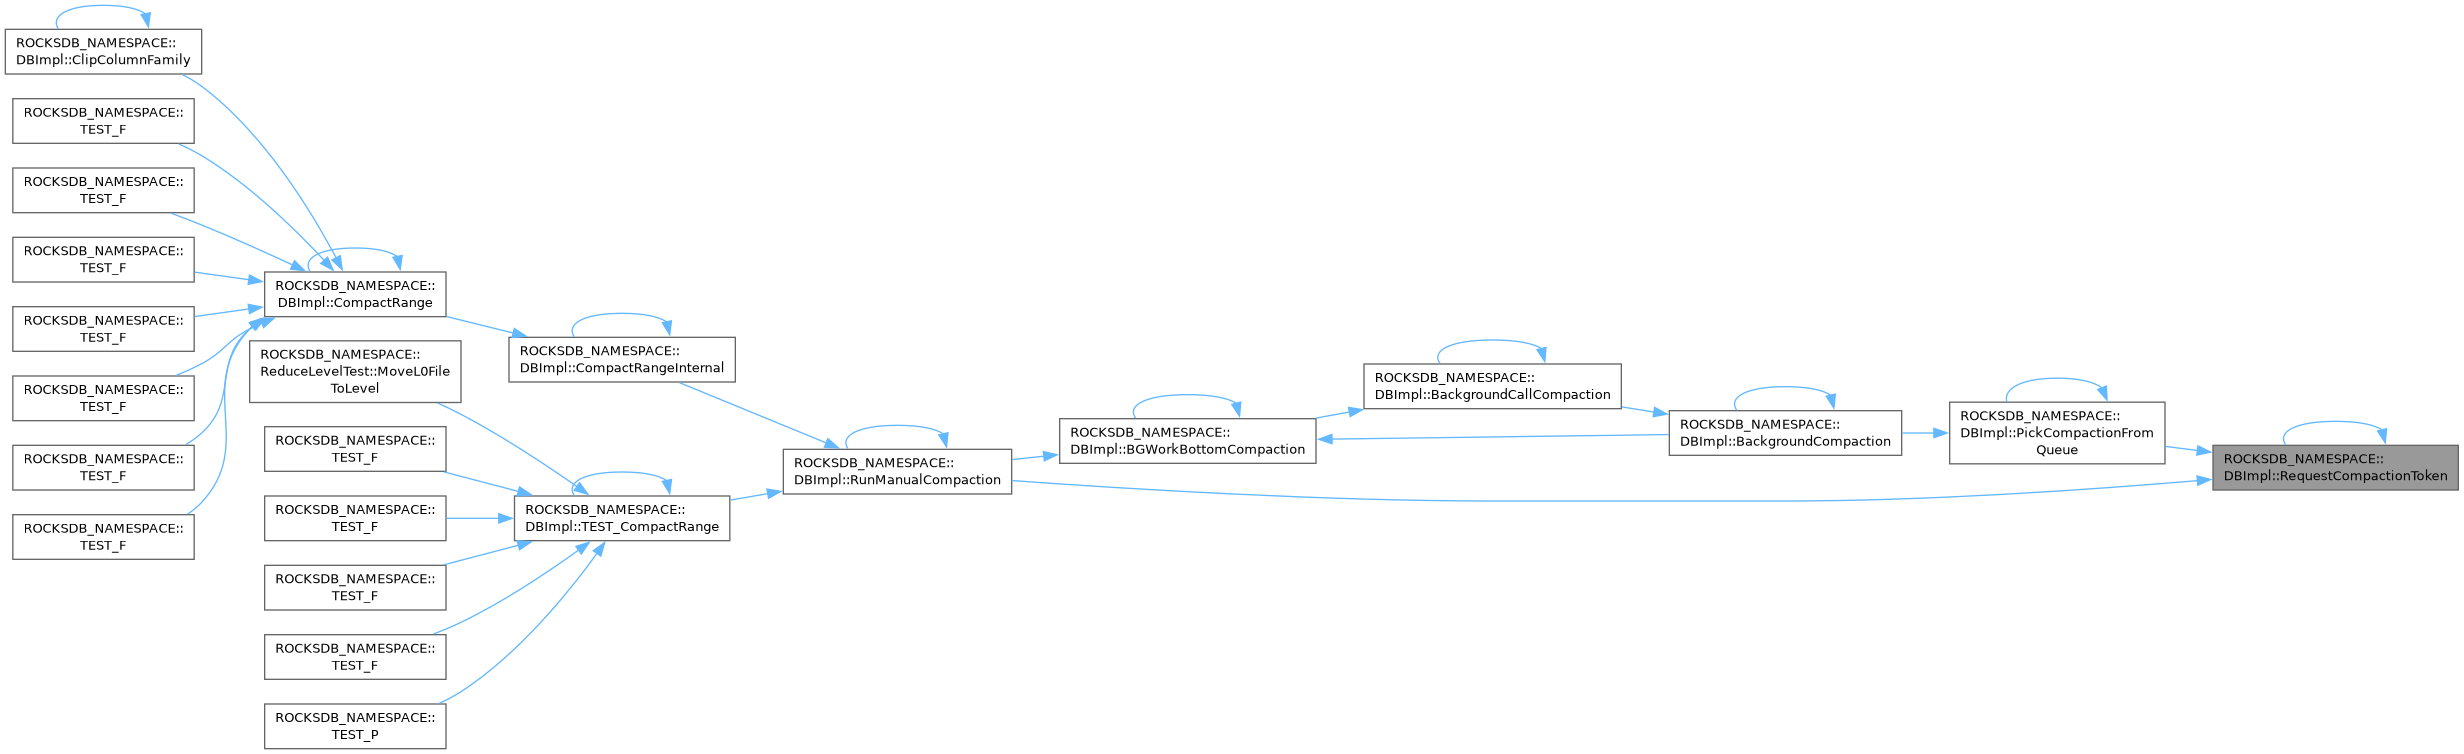 ROCKSDB_NAMESPACE::
DBImpl::ClipColumnFamily
ROCKSDB_NAMESPACE::
TEST_F
ROCKSDB_NAMESPACE::
TEST_F
ROCKSDB_NAMESPACE::
TEST_F
ROCKSDB_NAMESPACE::
TEST_F
ROCKSDB_NAMESPACE::
TEST_F
ROCKSDB_NAMESPACE::
TEST_F
ROCKSDB_NAMESPACE::
TEST_F
ROCKSDB_NAMESPACE::
DBImpl::CompactRange
ROCKSDB_NAMESPACE::
ReduceLevelTest::MoveL0File
ToLevel
ROCKSDB_NAMESPACE::
TEST_F
ROCKSDB_NAMESPACE::
TEST_F
ROCKSDB_NAMESPACE::
TEST_F
ROCKSDB_NAMESPACE::
TEST_F
ROCKSDB_NAMESPACE::
TEST_P
ROCKSDB_NAMESPACE::
DBImpl::CompactRangeInternal
ROCKSDB_NAMESPACE::
DBImpl::TEST_CompactRange
ROCKSDB_NAMESPACE::
DBImpl::RunManualCompaction
ROCKSDB_NAMESPACE::
DBImpl::BGWorkBottomCompaction
ROCKSDB_NAMESPACE::
DBImpl::BackgroundCallCompaction
ROCKSDB_NAMESPACE::
DBImpl::BackgroundCompaction
ROCKSDB_NAMESPACE::
DBImpl::PickCompactionFrom
Queue
ROCKSDB_NAMESPACE::
DBImpl::RequestCompactionToken